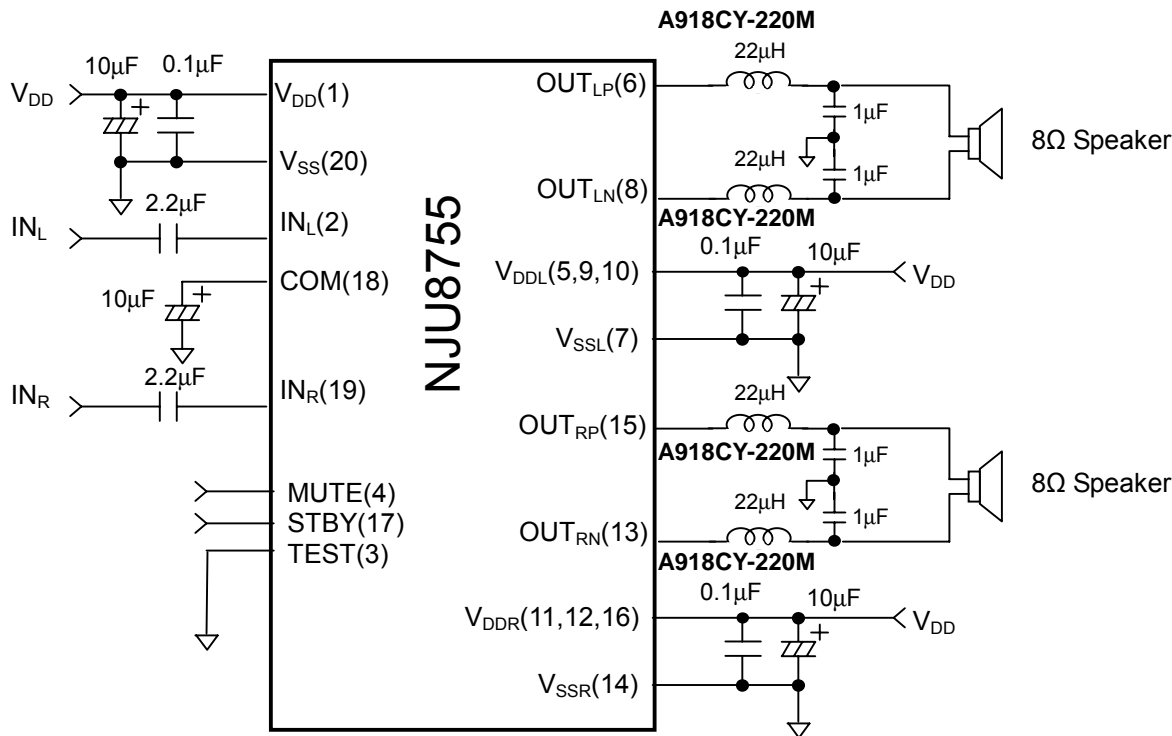 A918CY-220M
22μH
10μF
0.1μF
VDD
VDD(1)
OUTLP(6)
1μF
8Ω Speaker
VSS(20)
22μH
1μF
OUTLN(8)
A918CY-220M
2.2μF
INL
INL(2)
0.1μF
10μF
VDDL(5,9,10)
VDD
COM(18)
10μF
VSSL(7)
NJU8755
2.2μF
INR
INR(19)
22μH
OUTRP(15)
A918CY-220M
1μF
8Ω Speaker
22μH
1μF
MUTE(4)
STBY(17)
TEST(3)
OUTRN(13)
A918CY-220M
0.1μF
10μF
VDDR(11,12,16)
VDD
VSSR(14)